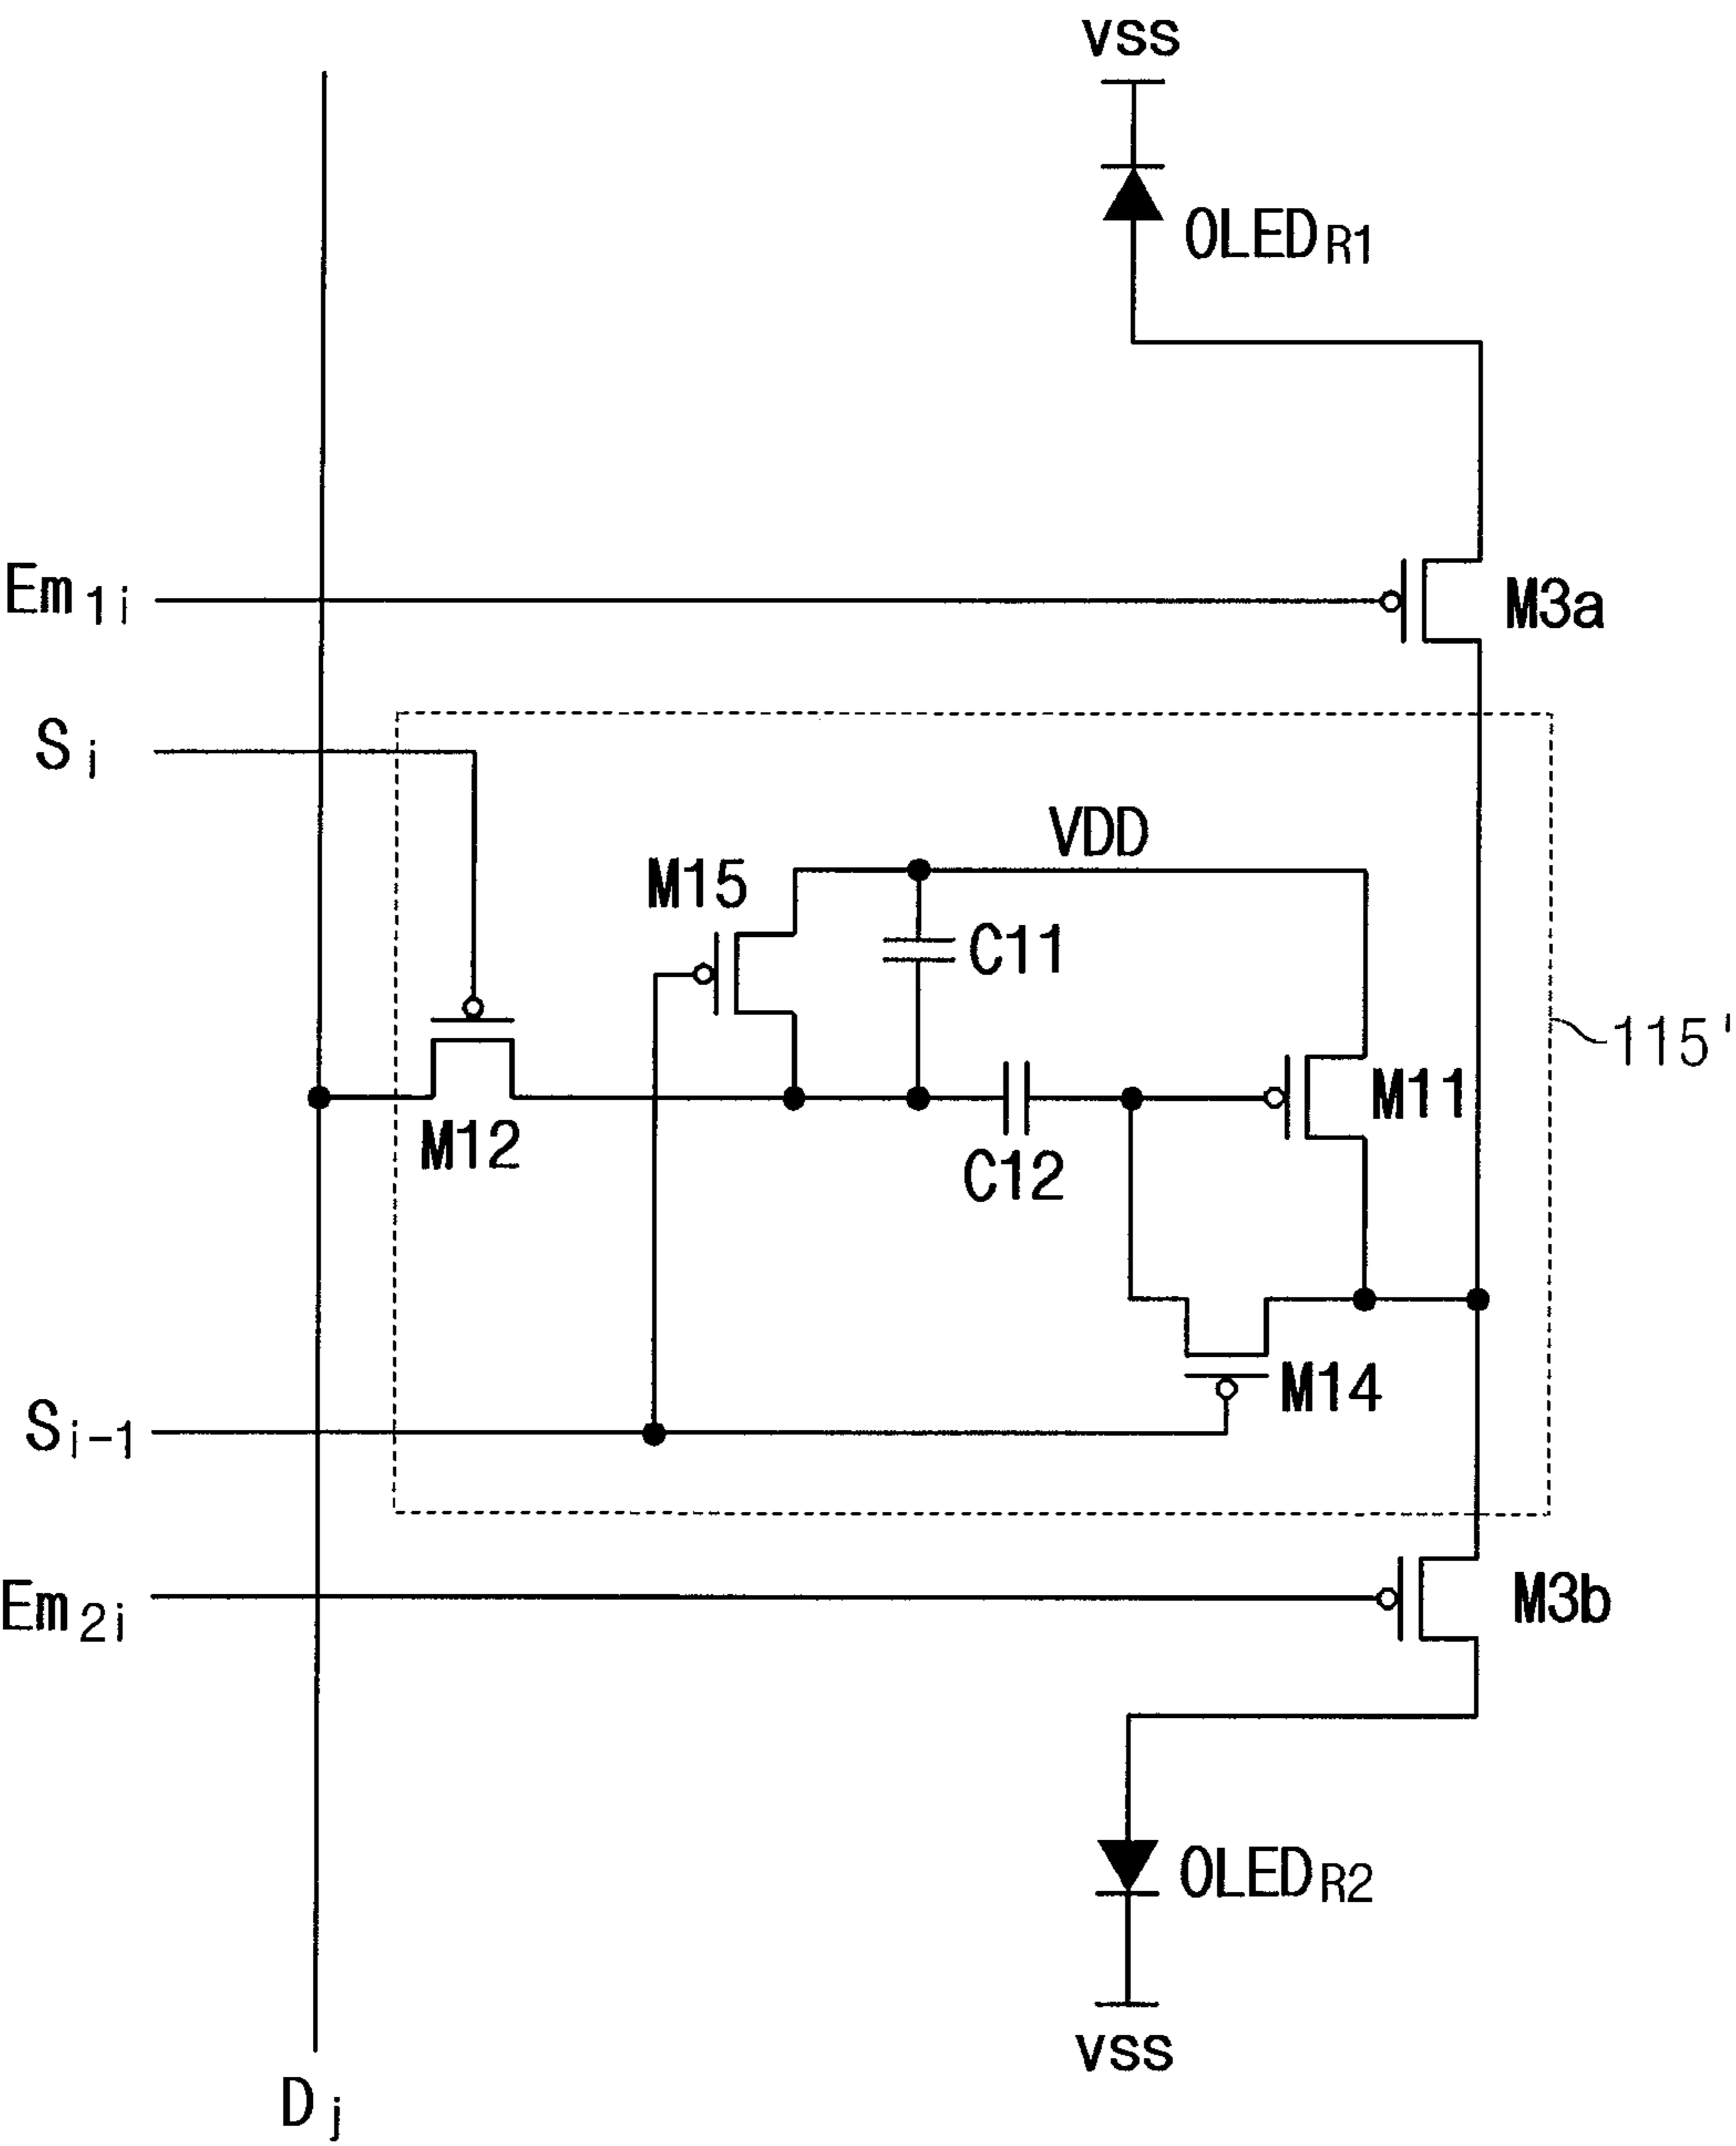 VSS
OLEDR1
Em1i
M3a
Si
VDD
M15
C11
115'
M11
M12
C12
M14
Si-1
Em2i
M3b
OLEDR2
VSS
Dj